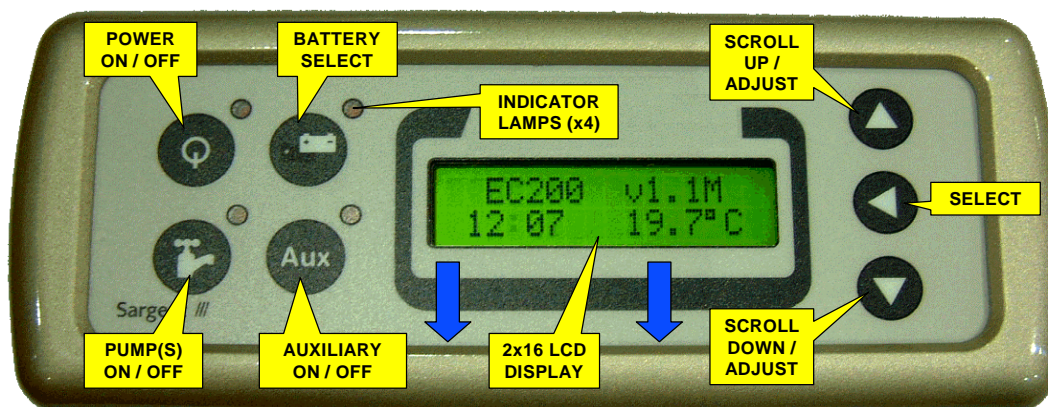 POWER
ON / OFF
BATTERY
SELECT
INDICATOR
LAMPS (x4)
SCROLL
UP /
ADJUST
EC200 v1.1M
12:07 19.7°C
SELECT
Aux
PUMP(S)
ON / OFF
AUXILIARY
ON / OFF
2x16 LCD
DISPLAY
SCROLL
DOWN /
ADJUST